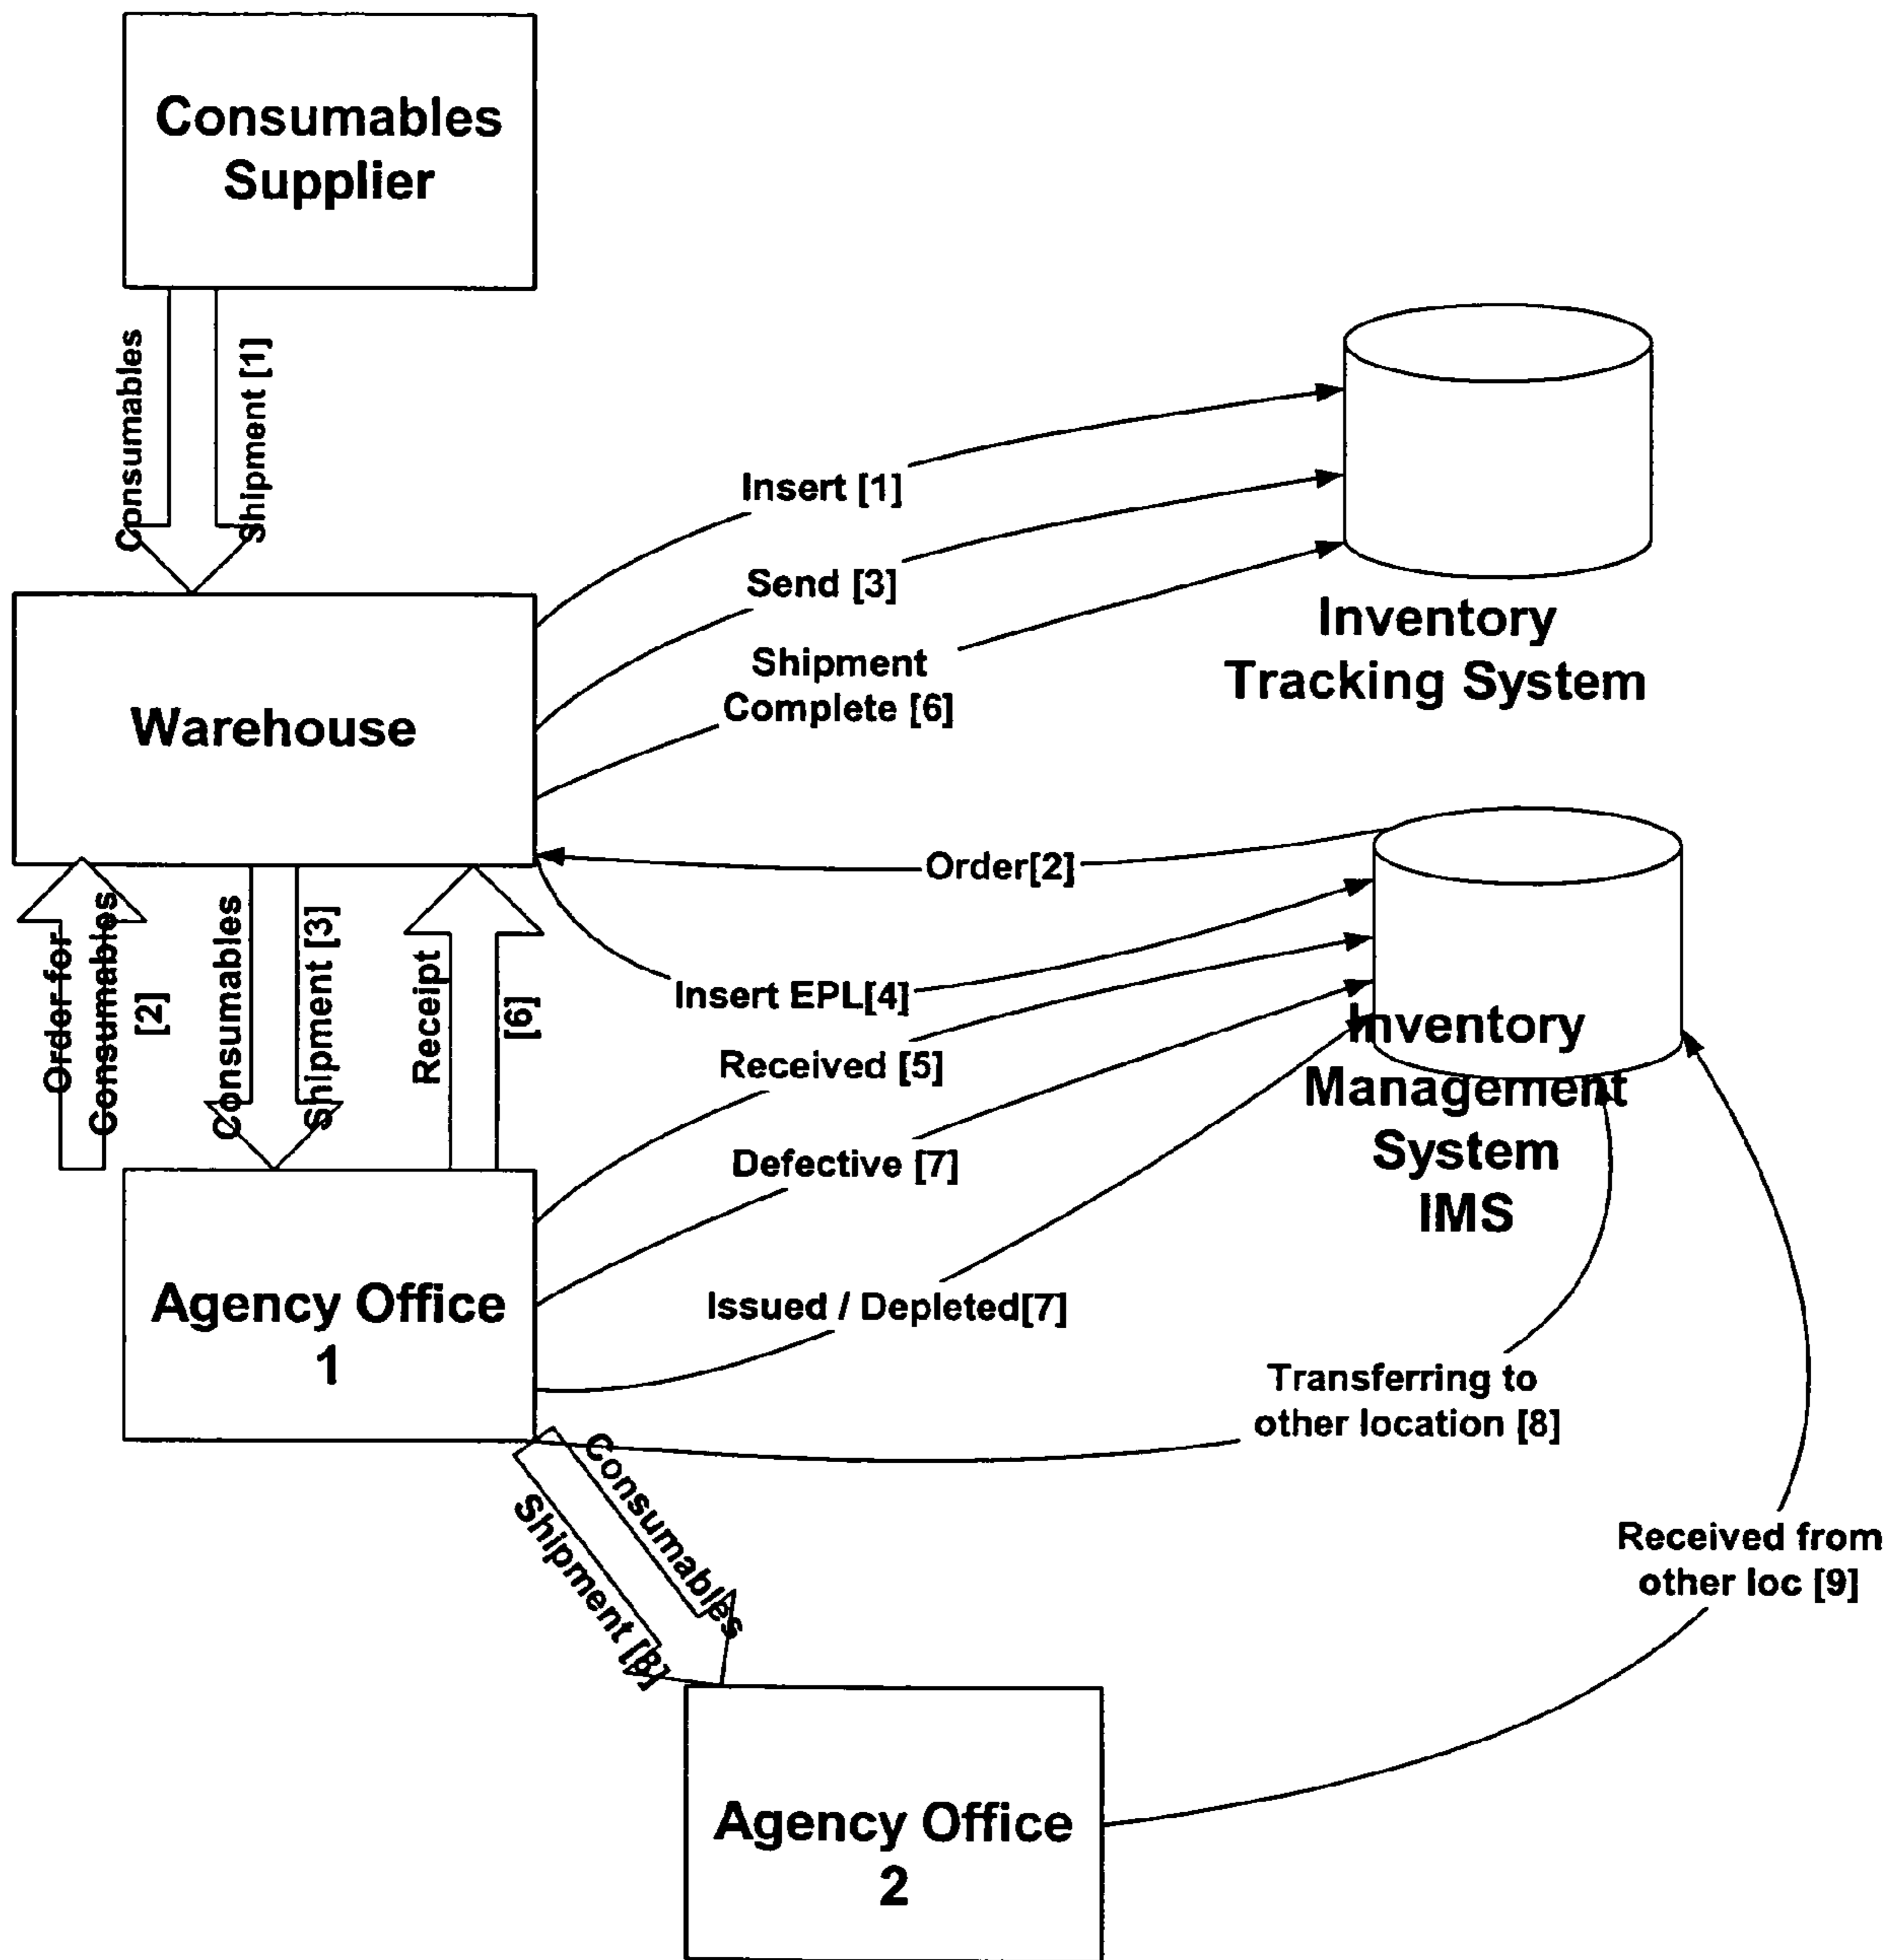 Consumables
Supplier
Consumables
Shipment [1]
Insert [1]
Send [3]
Shipment
Complete [6]
Inventory
Tracking System
Warehouse
Order[2]
Order for
Consumables
[2]
Consumables
Shipment [3]
Receipt
[6]
Insert EPL[4]
Received [5]
Defective [7]
Issued / Depleted[7]
Inventory
Management
System
IMS
Agency Office
1
Transferring to
other location [8]
Consumables
Shipment [8]
Received from
other loc [9]
Agency Office
2